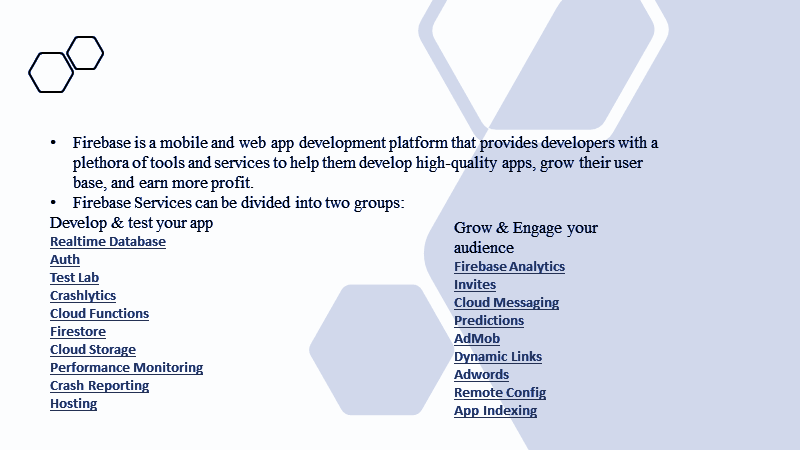 • Firebase is a mobile and web app development platform that provides developers with a
plethora of tools and services to help them develop high-quality apps, grow their user
base, and earn more profit.
• Firebase Services can be divided into two groups:
Develop & test your app
Realtime Database
Auth
Test Lab
Crashlytics
Cloud Functions
Firestore
Cloud Storage
Performance Monitoring
Crash Reporting
Hosting
Grow & Engage your
audience
Firebase Analytics
Invites
Cloud Messaging
Predictions
AdMob
Dynamic Links
Adwords
Remote Config
App Indexing